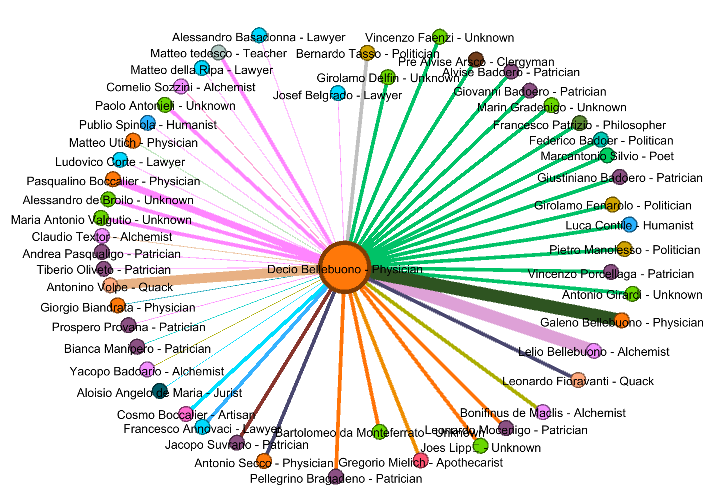 Alessandro Basadonna - Lawyer
Vincenzo Faenzi - Unknown
Matteo tedesco - Teacher
Bernardo Tasso - Politician
Pre Alvise Arsco - Clergyman
Matteo della Ripa - Lawyer
Girolamo Delfin - Unknown
Alvise Badoero - Patrician
Cornelio Sozzini - Alchemist
Josef Belgrado - Lawyer
Giovanni Badoero - Patrician
Paolo Antonieli - Unknown
Marin Gradenigo - Unknown
Publio Spinola - Humanist
Francesco Patrizio - Philosopher
Matteo Utich - Physician
Federico Badoer - Politican
Ludovico Corte - Lawyer
Marcantonio Silvio - Poet
Pasqualino Boccalier - Physician
Giustiniano Badoero - Patrician
Alessandro de Broilo - Unknown
Girolamo Fenarolo - Politician
Maria Antonio Valgutio - Unknown
Luca Contile - Humanist
Claudio Textor - Alchemist
Pietro Manolesso - Politician
Andrea Pasqualigo - Patrician
Tiberio Oliveto - Patrician
Decio Bellebuono - Physician
Vincenzo Porcellaga - Patrician
Antonino Volpe - Quack
Antonio Girardi - Unknown
Giorgio Biandrata - Physician
Galeno Bellebuono - Physician
Prospero Provana - Patrician
Bianca Manipero - Patrician
Lelio Bellebuono - Alchemist
Yacopo Badoario - Alchemist
Leonardo Fioravanti - Quack
Aloisio Angelo de Maria - Jurist
Cosmo Boccalier - Artisan
Bonifinus de Maclis - Alchemist
Francesco Annovaci - Lawyer
Bartolomeo da Monteferrato - Unknown
Leonardo Mocenigo - Patrician
Jacopo Suvrano - Patrician
Joes Lipp - Unknown
Antonio Secco - Physician
Gregorio Mielich - Apothecarist
Pellegrino Bragadeno - Patrician